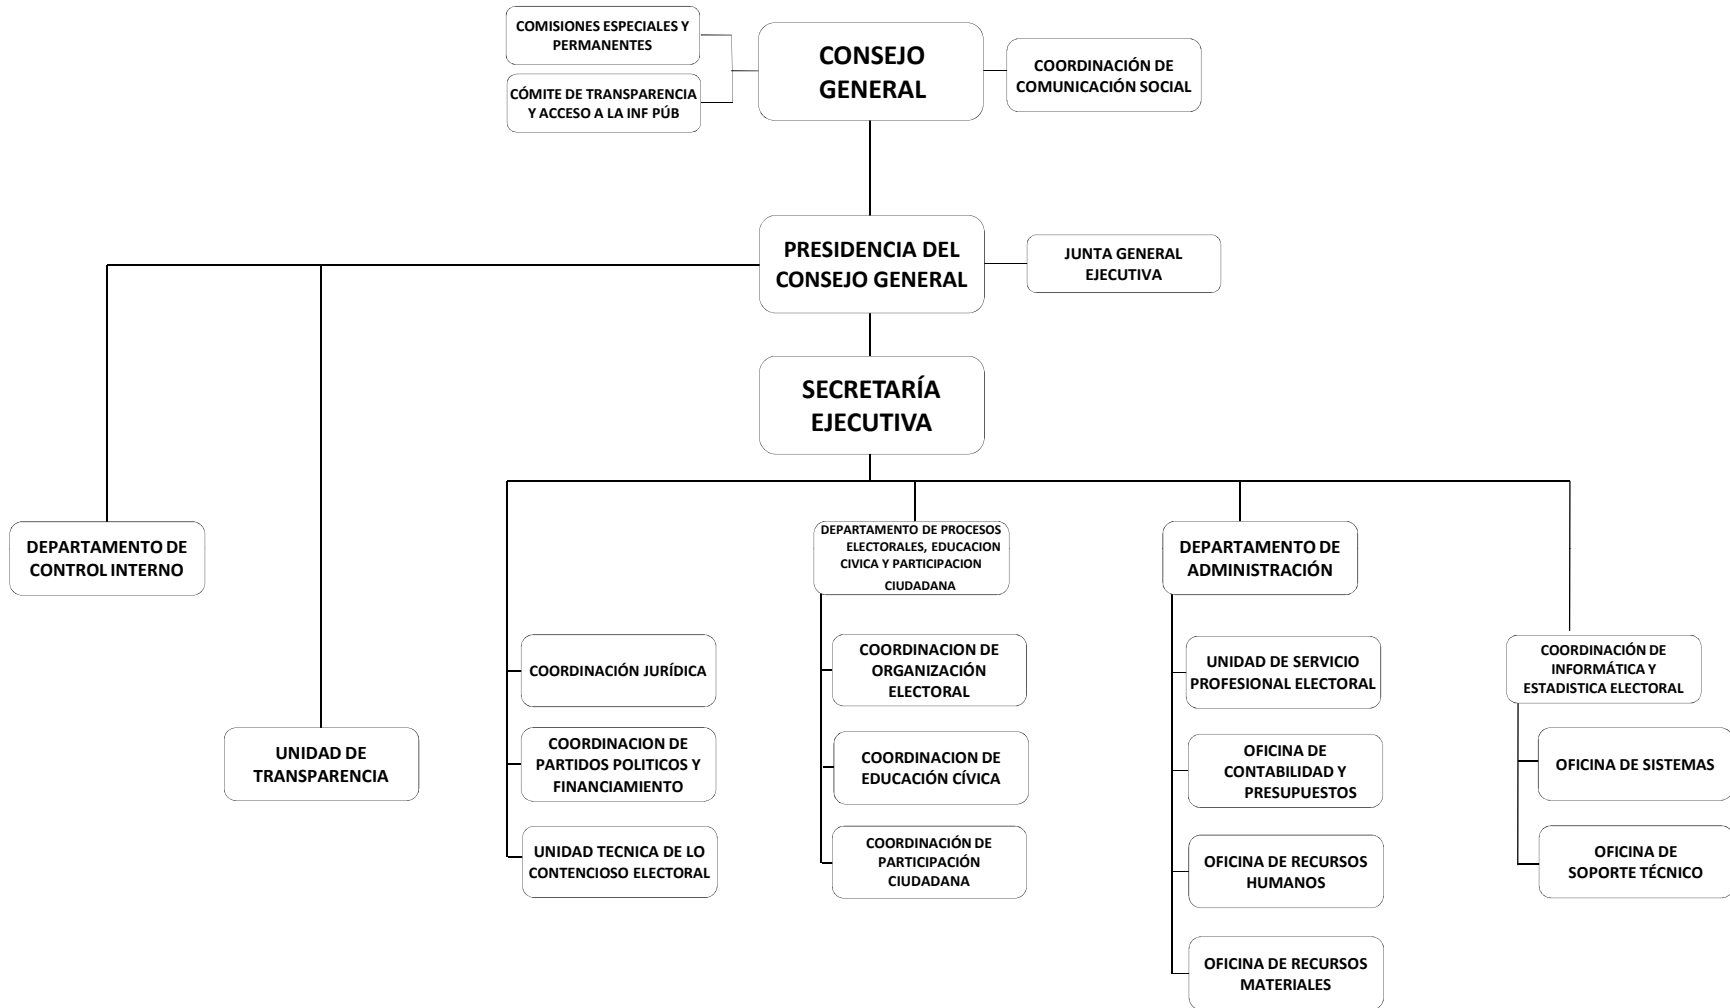 COMISIONES ESPECIALES Y
PERMANENTES
CÓMITE DE TRANSPARENCIA
Y ACCESO A LA INF PÚB
CONSEJO
GENERAL
COORDINACIÓN DE
COMUNICACIÓN SOCIAL
PRESIDENCIA DEL
CONSEJO GENERAL
JUNTA GENERAL
EJECUTIVA
SECRETARÍA
EJECUTIVA
DEPARTAMENTO DE
CONTROL INTERNO
UNIDAD DE
TRANSPARENCIA
COORDINACIÓN JURÍDICA
COORDINACION DE
PARTIDOS POLITICOS Y
FINANCIAMIENTO
UNIDAD TECNICA DE LO
CONTENCIOSO ELECTORAL
DEPARTAMENTO DE PROCESOS
ELECTORALES, EDUCACION
CIVICA Y PARTICIPACION
CIUDADANA
COORDINACION DE
ORGANIZACIÓN
ELECTORAL
COORDINACION DE
EDUCACIÓN CÍVICA
COORDINACIÓN DE
PARTICIPACIÓN
CIUDADANA
DEPARTAMENTO DE
ADMINISTRACIÓN
UNIDAD DE SERVICIO
PROFESIONAL ELECTORAL
OFICINA DE
CONTABILIDAD Y
PRESUPUESTOS
OFICINA DE RECURSOS
HUMANOS
OFICINA DE RECURSOS
MATERIALES
COORDINACIÓN DE
INFORMÁTICA Y
ESTADISTICA ELECTORAL
OFICINA DE SISTEMAS
OFICINA DE
SOPORTE TÉCNICO